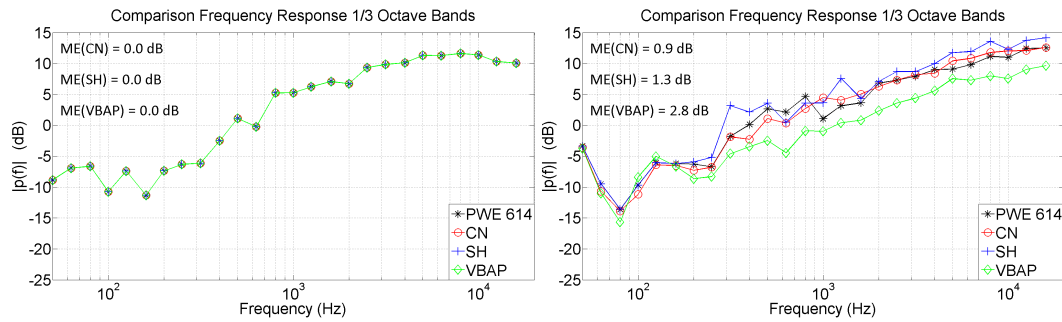 Comparison Frequency Response 1/3 Octave Bands
ME(CN) = 0.0 dB
ME(SH) = 0.0 dB
ME(VBAP) = 0.0 dB
15
10
5
0
-5
-10
-15
-20
-25
|p(f)| (dB)
10^2
10^3
10^4
Frequency (Hz)
PWE 614
CN
SH
VBAP
Comparison Frequency Response 1/3 Octave Bands
ME(CN) = 0.9 dB
ME(SH) = 1.3 dB
ME(VBAP) = 2.8 dB
15
10
5
0
-5
-10
-15
-20
-25
|p(f)| (dB)
10^2
10^3
10^4
Frequency (Hz)
PWE 614
CN
SH
VBAP